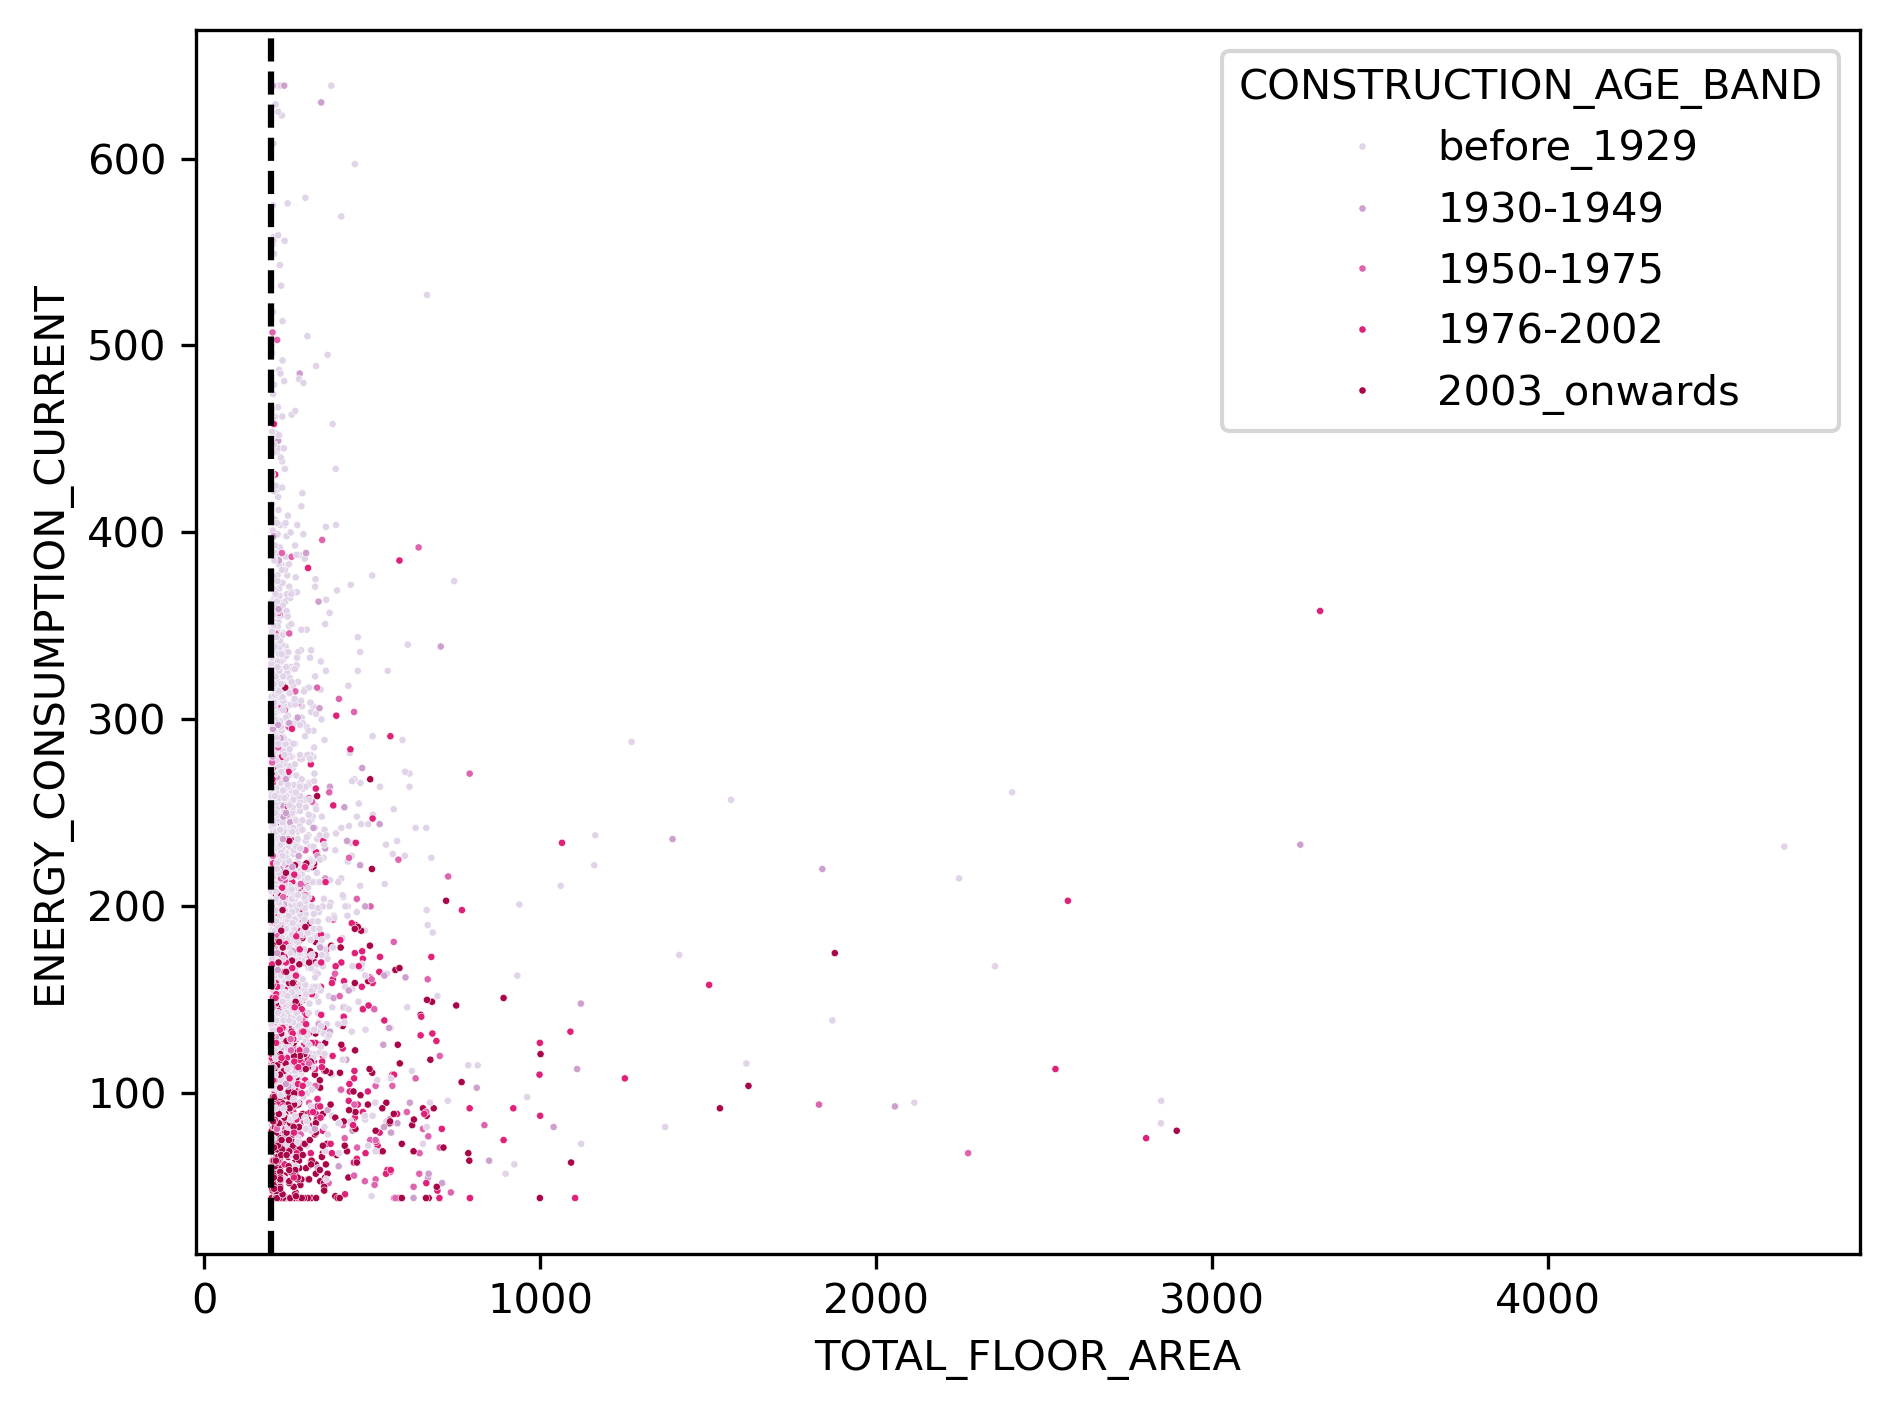 CONSTRUCTION_AGE_BAND
before_1929
1930-1949
1950-1975
1976-2002
2003_onwards
ENERGY_CONSUMPTION_CURRENT
600
500
400
300
200
100
0 1000 2000 3000 4000
TOTAL_FLOOR_AREA